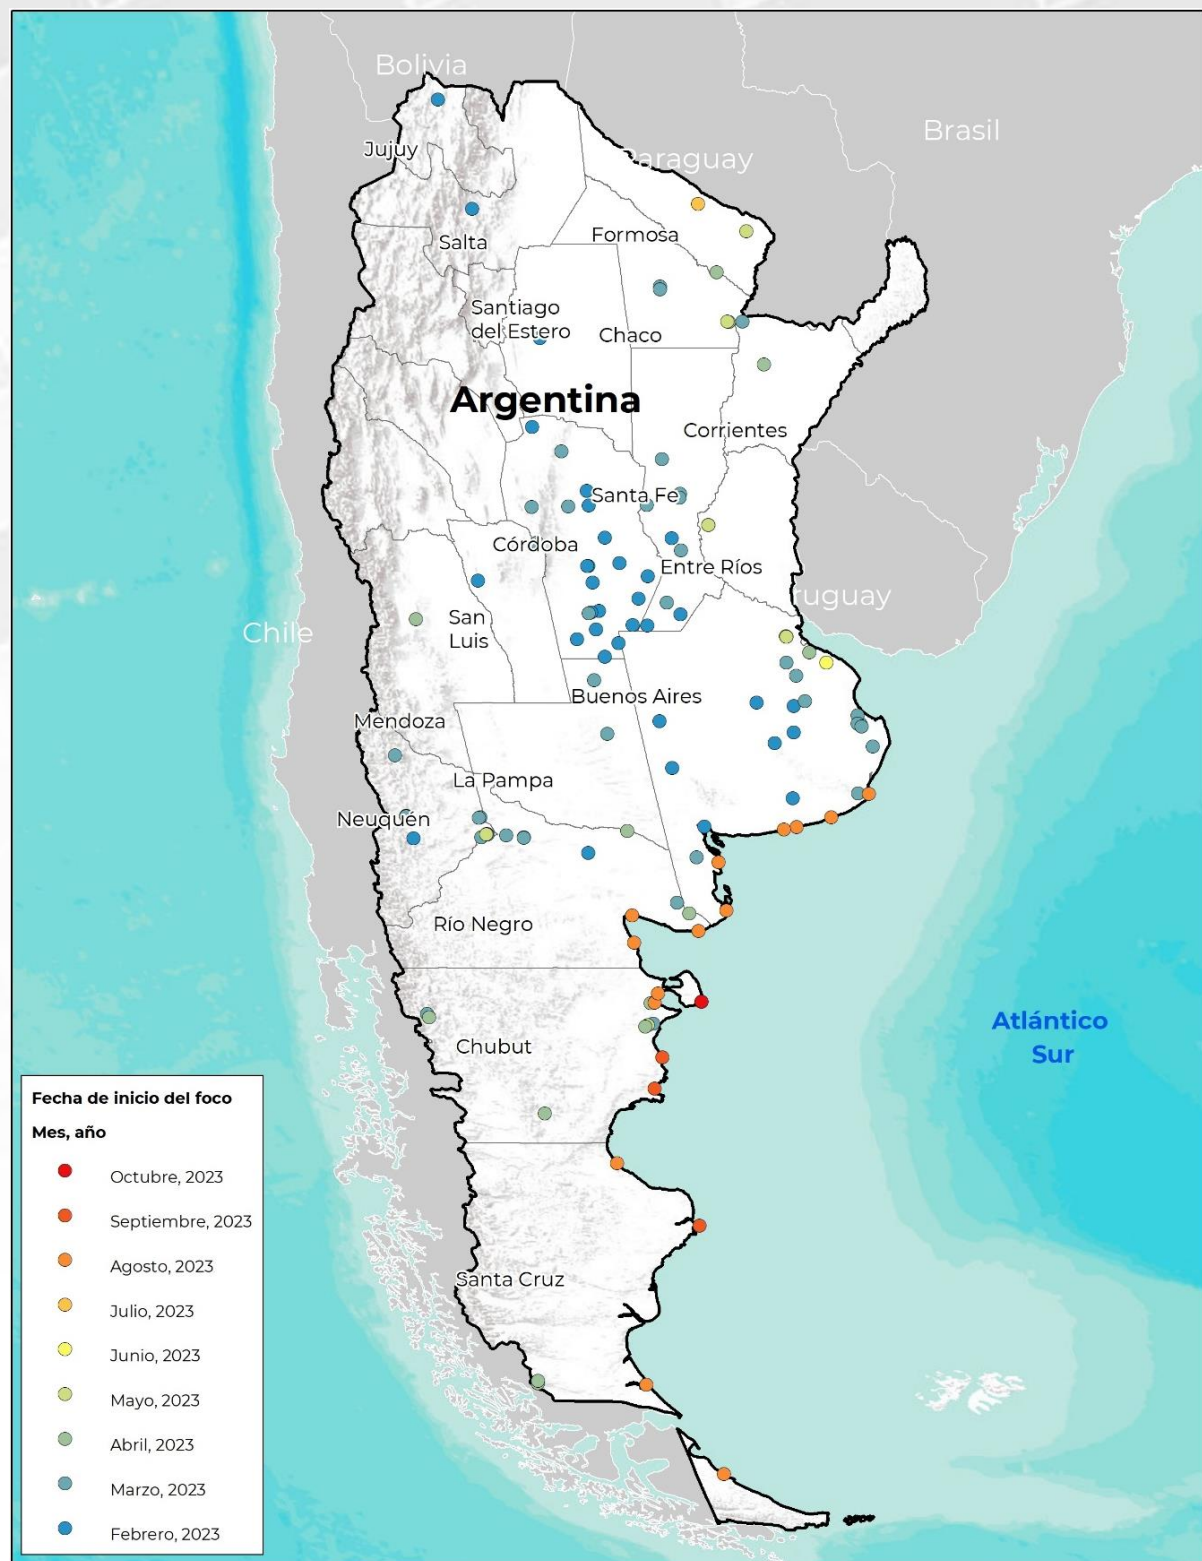 Bolivia
Brasil
Jujuy
Paraguay
Formosa
Salta
Santiago
del Estero
Chaco
Argentina
Corrientes
Santa Fe
Córdoba
Entre Ríos
Uruguay
San
Luis
Chile
Buenos Aires
Mendoza
La Pampa
Neuquén
Río Negro
Atlántico
Sur
Chubut
Santa Cruz
Fecha de inicio del foco
Mes, año
Octubre, 2023
Septiembre, 2023
Agosto, 2023
Julio, 2023
Junio, 2023
Mayo, 2023
Abril, 2023
Marzo, 2023
Febrero, 2023